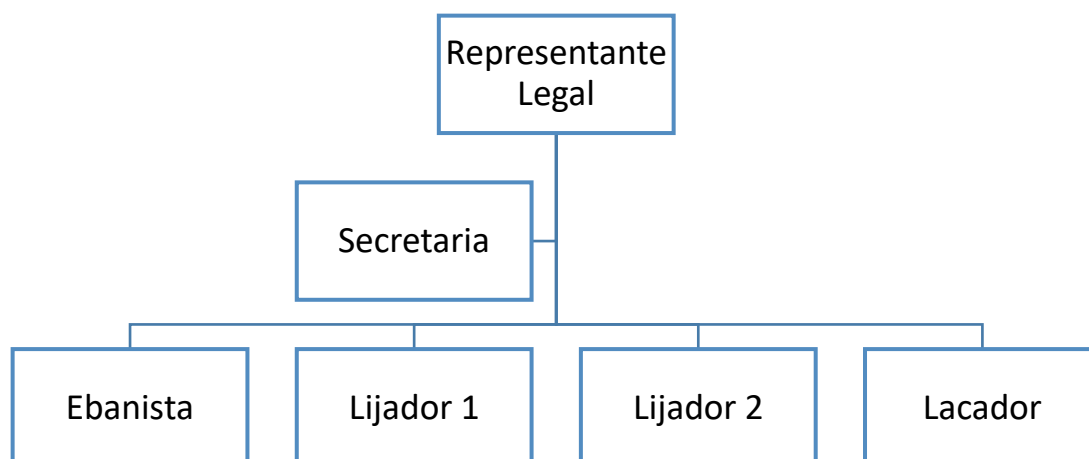 Representante
Legal
Secretaria
Ebanista
Lijador 1
Lijador 2
Lacador